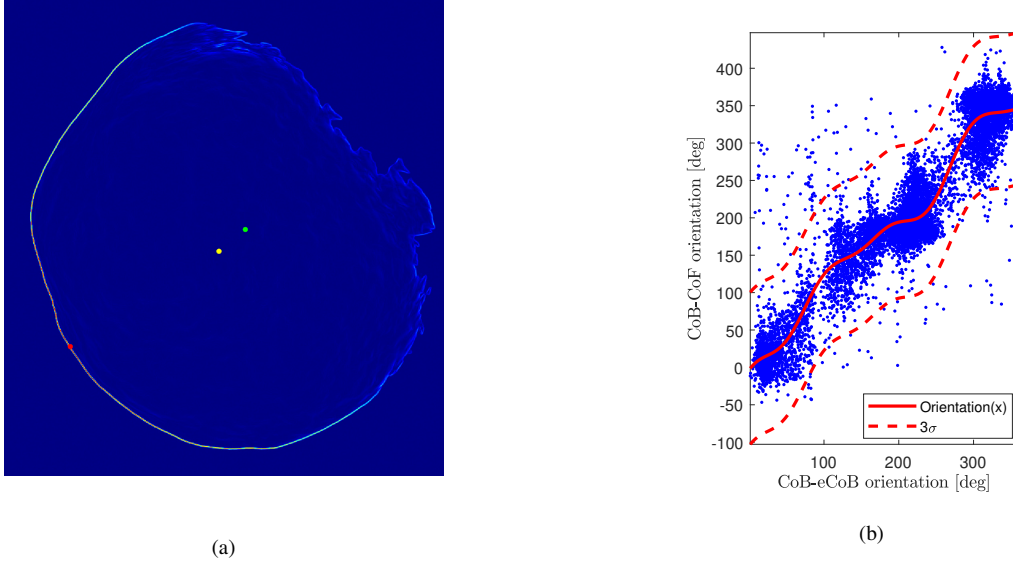 400
350
300
250
200
150
100
50
0
-50
-100
CoB-CoF orientation [deg]
Orientation(x)
3σ
100 200 300
CoB-eCoB orientation [deg]
(a)
(b)